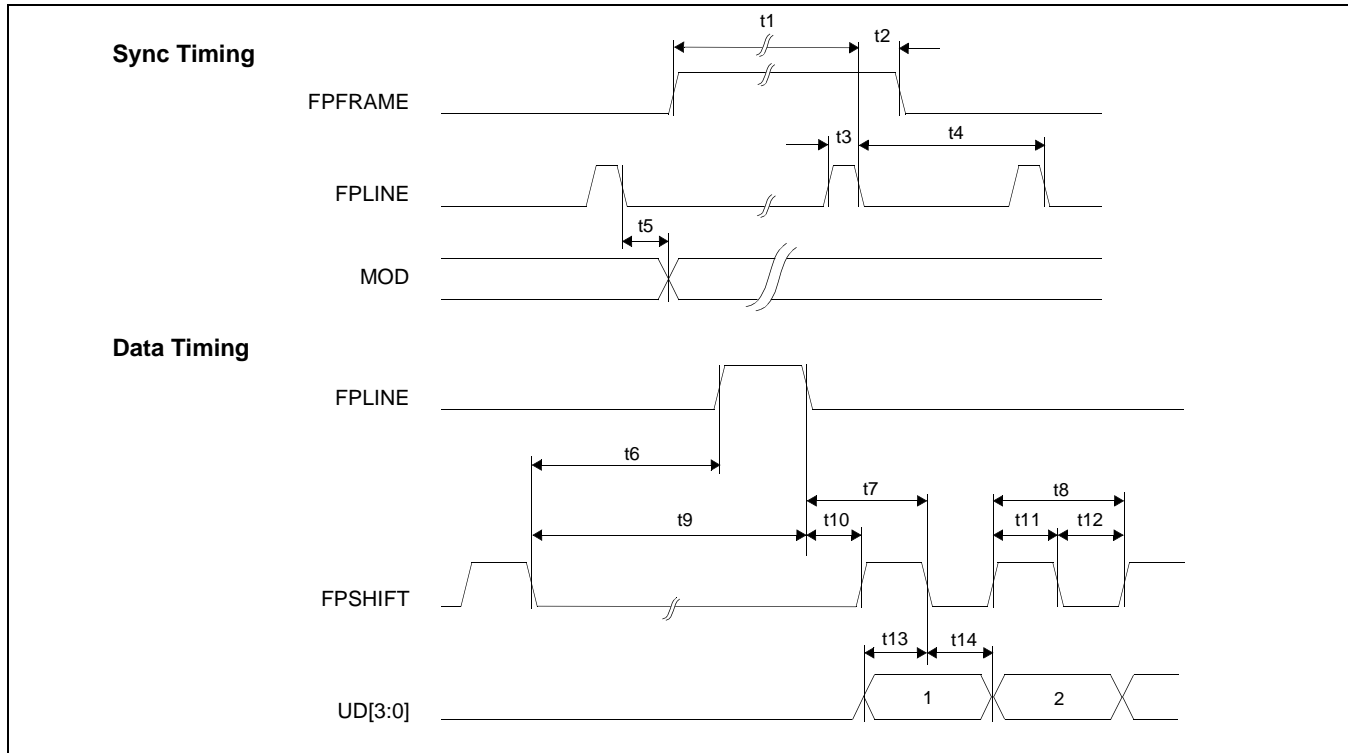 t1
t2
Sync Timing
FPFRAME
t3
t4
FPLINE
t5
MOD
Data Timing
FPLINE
t6
t7
t8
t9
t10
t11
t12
FPSHIFT
t13
t14
1
2
UD[3:0]